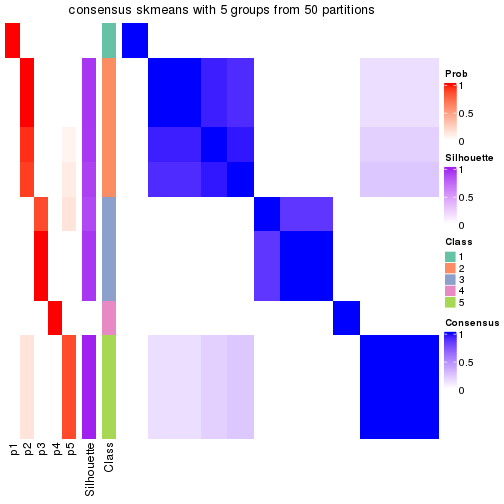 consensus skmeans with 5 groups from 50 partitions
Prob
1
0.5
0
Silhouette
1
0.5
0
Class
1
2
3
4
5
Consensus
1
0.5
0
p1
p2
p3
p4
p5
Silhouette
Class